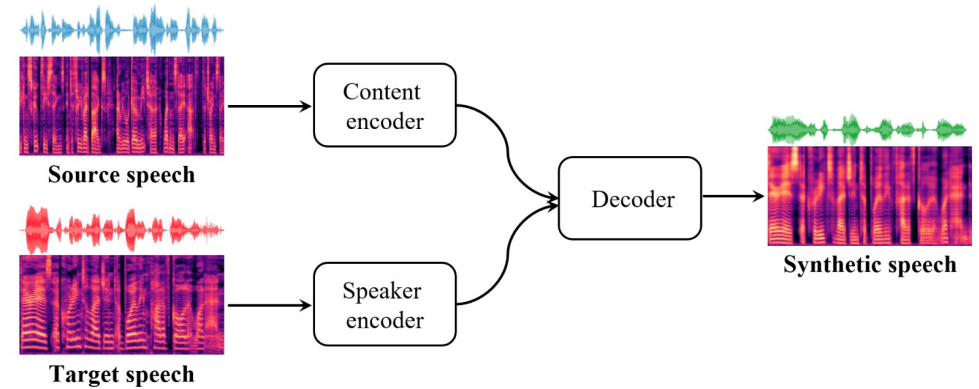 Source speech
Content
encoder
Decoder
Synthetic speech
Speaker
encoder
Target speech